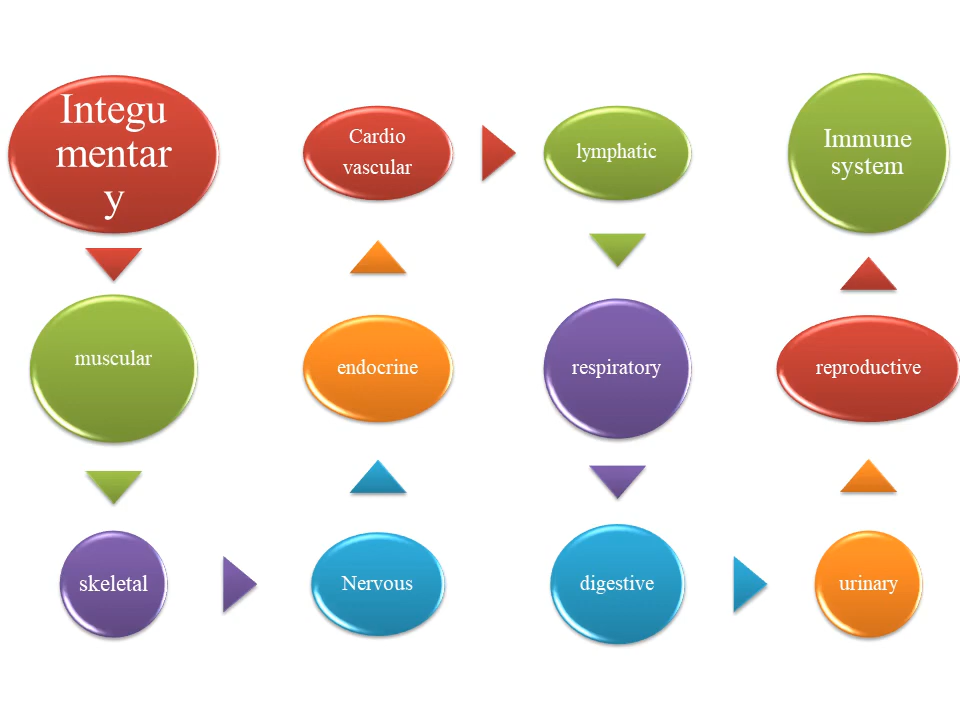 Integu
mentar
y
muscular
skeletal
Nervous
endocrine
Cardio
vascular
lymphatic
respiratory
digestive
urinary
reproductive
Immune
system